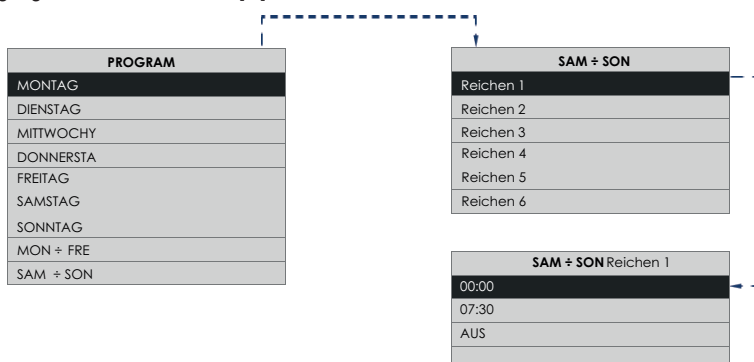 PROGRAM
MONTAG
DIENSTAG
MITTWOCHY
DONNERSTA
FREITAG
SAMSTAG
SONNTAG
MON ÷ FRE
SAM ÷ SON
SAM ÷ SON
Reichen 1
Reichen 2
Reichen 3
Reichen 4
Reichen 5
Reichen 6
SAM ÷ SON Reichen 1
00:00
07:30
AUS